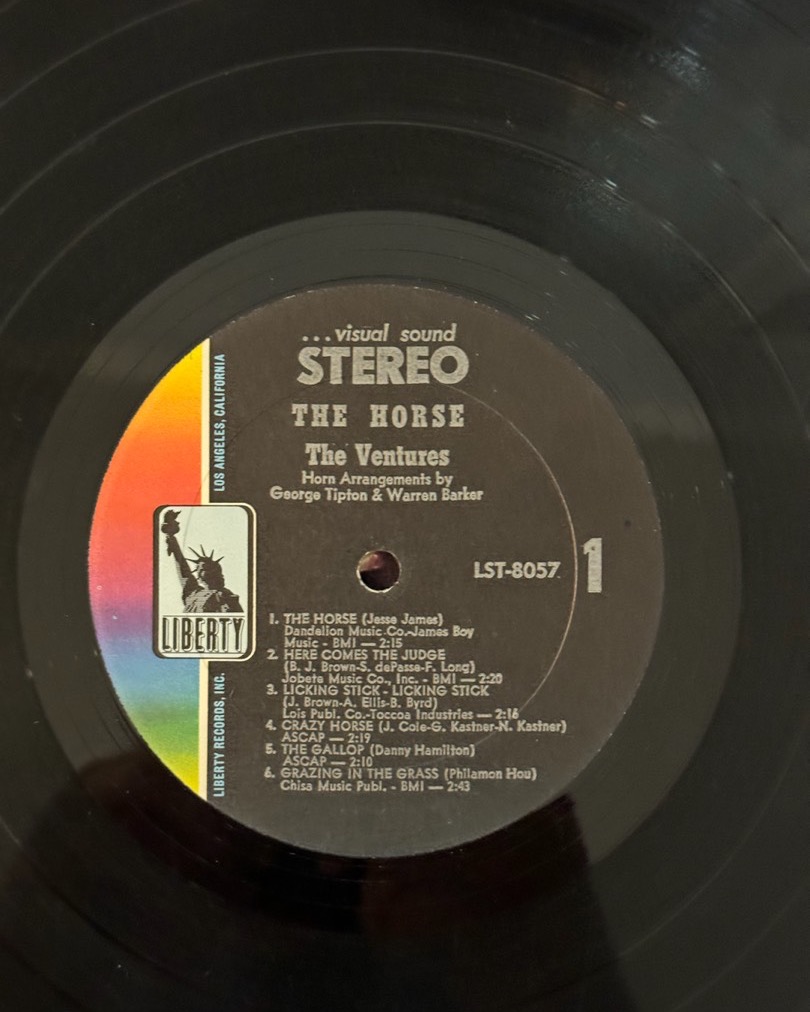 ...visual sound
STEREO
THE HORSE
The Ventures
Horn Arrangements by
George Tipton & Warren Barker
LST-8057
1
LOS ANGELES, CALIFORNIA
LIBERTY
LIBERTY RECORDS, INC.
1. THE HORSE (Jesse James)
Dandelion Music Co.-James Boy
Music - BMI — 2:15
2. HERE COMES THE JUDGE
(B. J. Brown-S. dePasse-F. Long)
Jobete Music Co., Inc. - BMI — 2:20
3. LICKING STICK - LICKING STICK
(J. Brown-A. Ellis-B. Byrd)
Lois Publ. Co-Toccoa Industries — 2:16
4. CRAZY HORSE (J. Cole-G. Kastner-N. Kastner)
ASCAP — 2:19
5. THE GALLOP (Danny Hamilton)
ASCAP — 2:10
6. GRAZING IN THE GRASS (Philamon Hou)
Chisa Music Publ. - BMI — 2:43